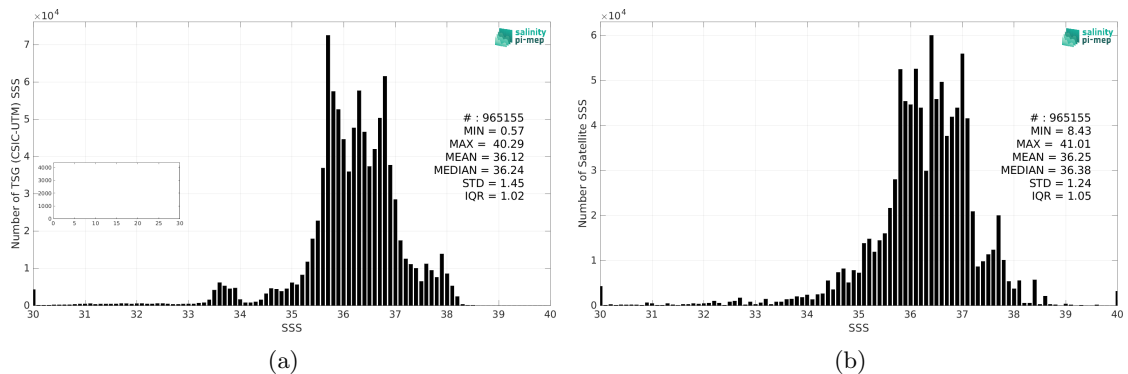 ×10⁴
7
6
5
4
3
2
1
0
Number of TSG (CSIC-UTM) SSS
salinity
pi-mep
# : 965155
MIN = 0.57
MAX = 40.29
MEAN = 36.12
MEDIAN = 36.24
STD = 1.45
IQR = 1.02
4000
3000
2000
1000
0
0 5 10 15 20 25 30
30 31 32 33 34 35 36 37 38 39 40
SSS
(a)
×10⁴
6
5
4
3
2
1
0
Number of Satellite SSS
salinity
pi-mep
# : 965155
MIN = 8.43
MAX = 41.01
MEAN = 36.25
MEDIAN = 36.38
STD = 1.24
IQR = 1.05
30 31 32 33 34 35 36 37 38 39 40
SSS
(b)